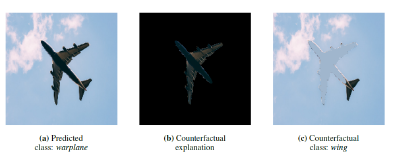 (a) Predicted
class: warplane
(b) Counterfactual
explanation
(c) Counterfactual
class: wing